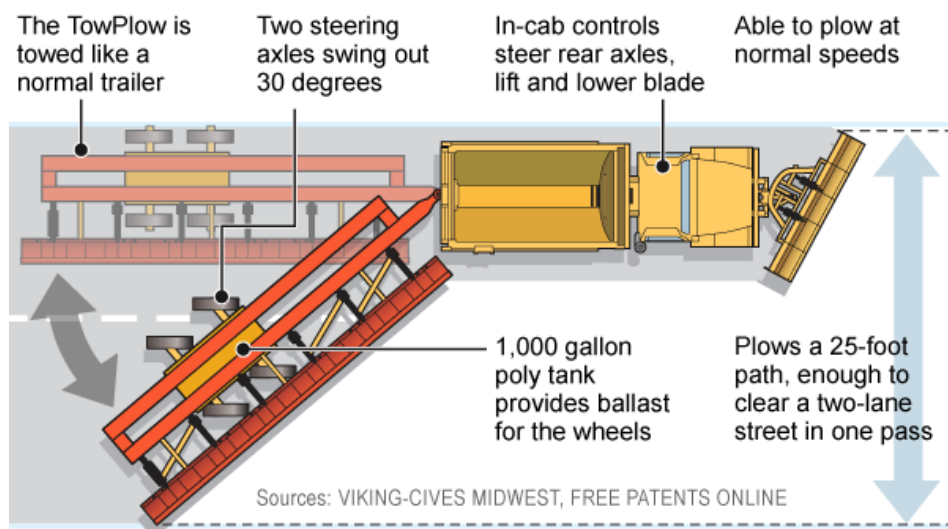 The TowPlow is
towed like a
normal trailer
Two steering
axles swing out
30 degrees
In-cab controls
steer rear axles,
lift and lower blade
Able to plow at
normal speeds
1,000 gallon
poly tank
provides ballast
for the wheels
Plows a 25-foot
path, enough to
clear a two-lane
street in one pass
Sources: VIKING-CIVES MIDWEST, FREE PATENTS ONLINE